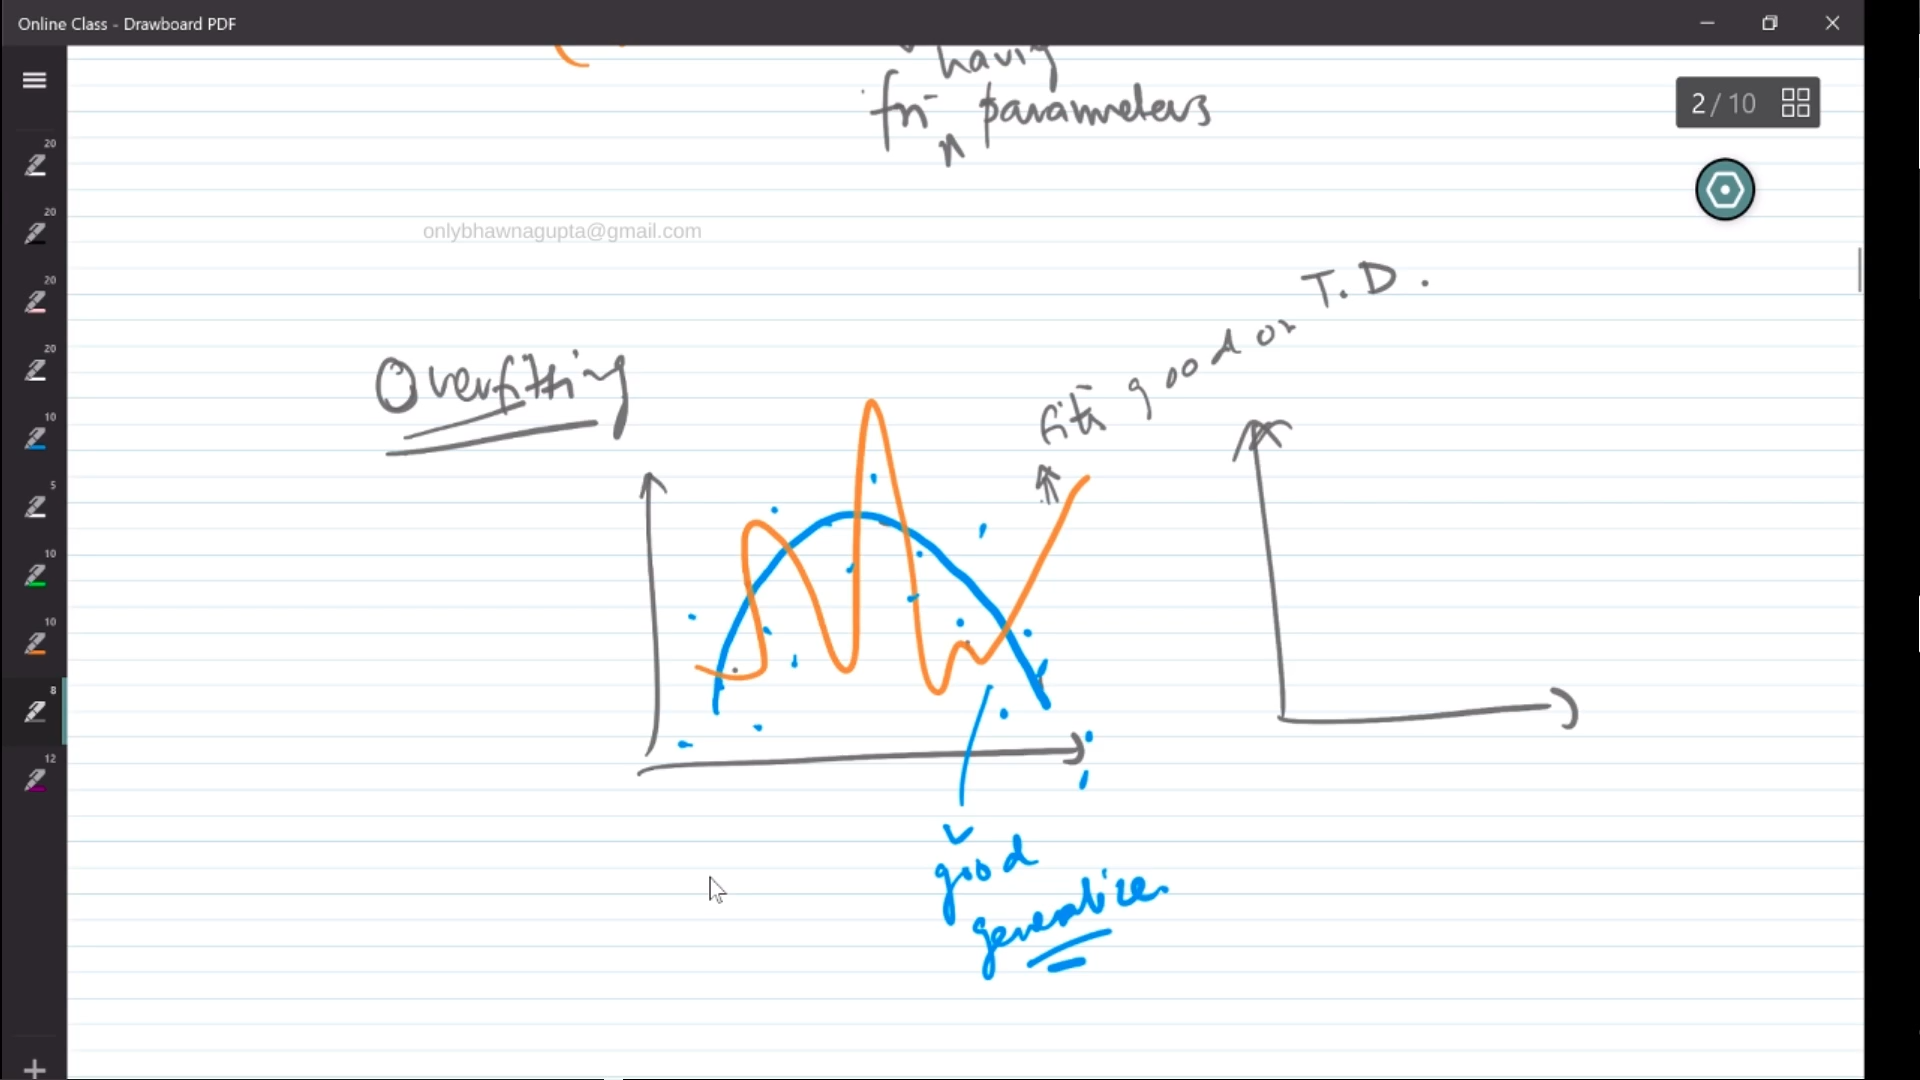 Online Class - Drawboard PDF
having
fn parameters
n
2 / 10
onlybhawnagupta@gmail.com
T.D.
fits good on
Overfitting
good
generalize
20
20
20
20
10
5
10
10
8
12